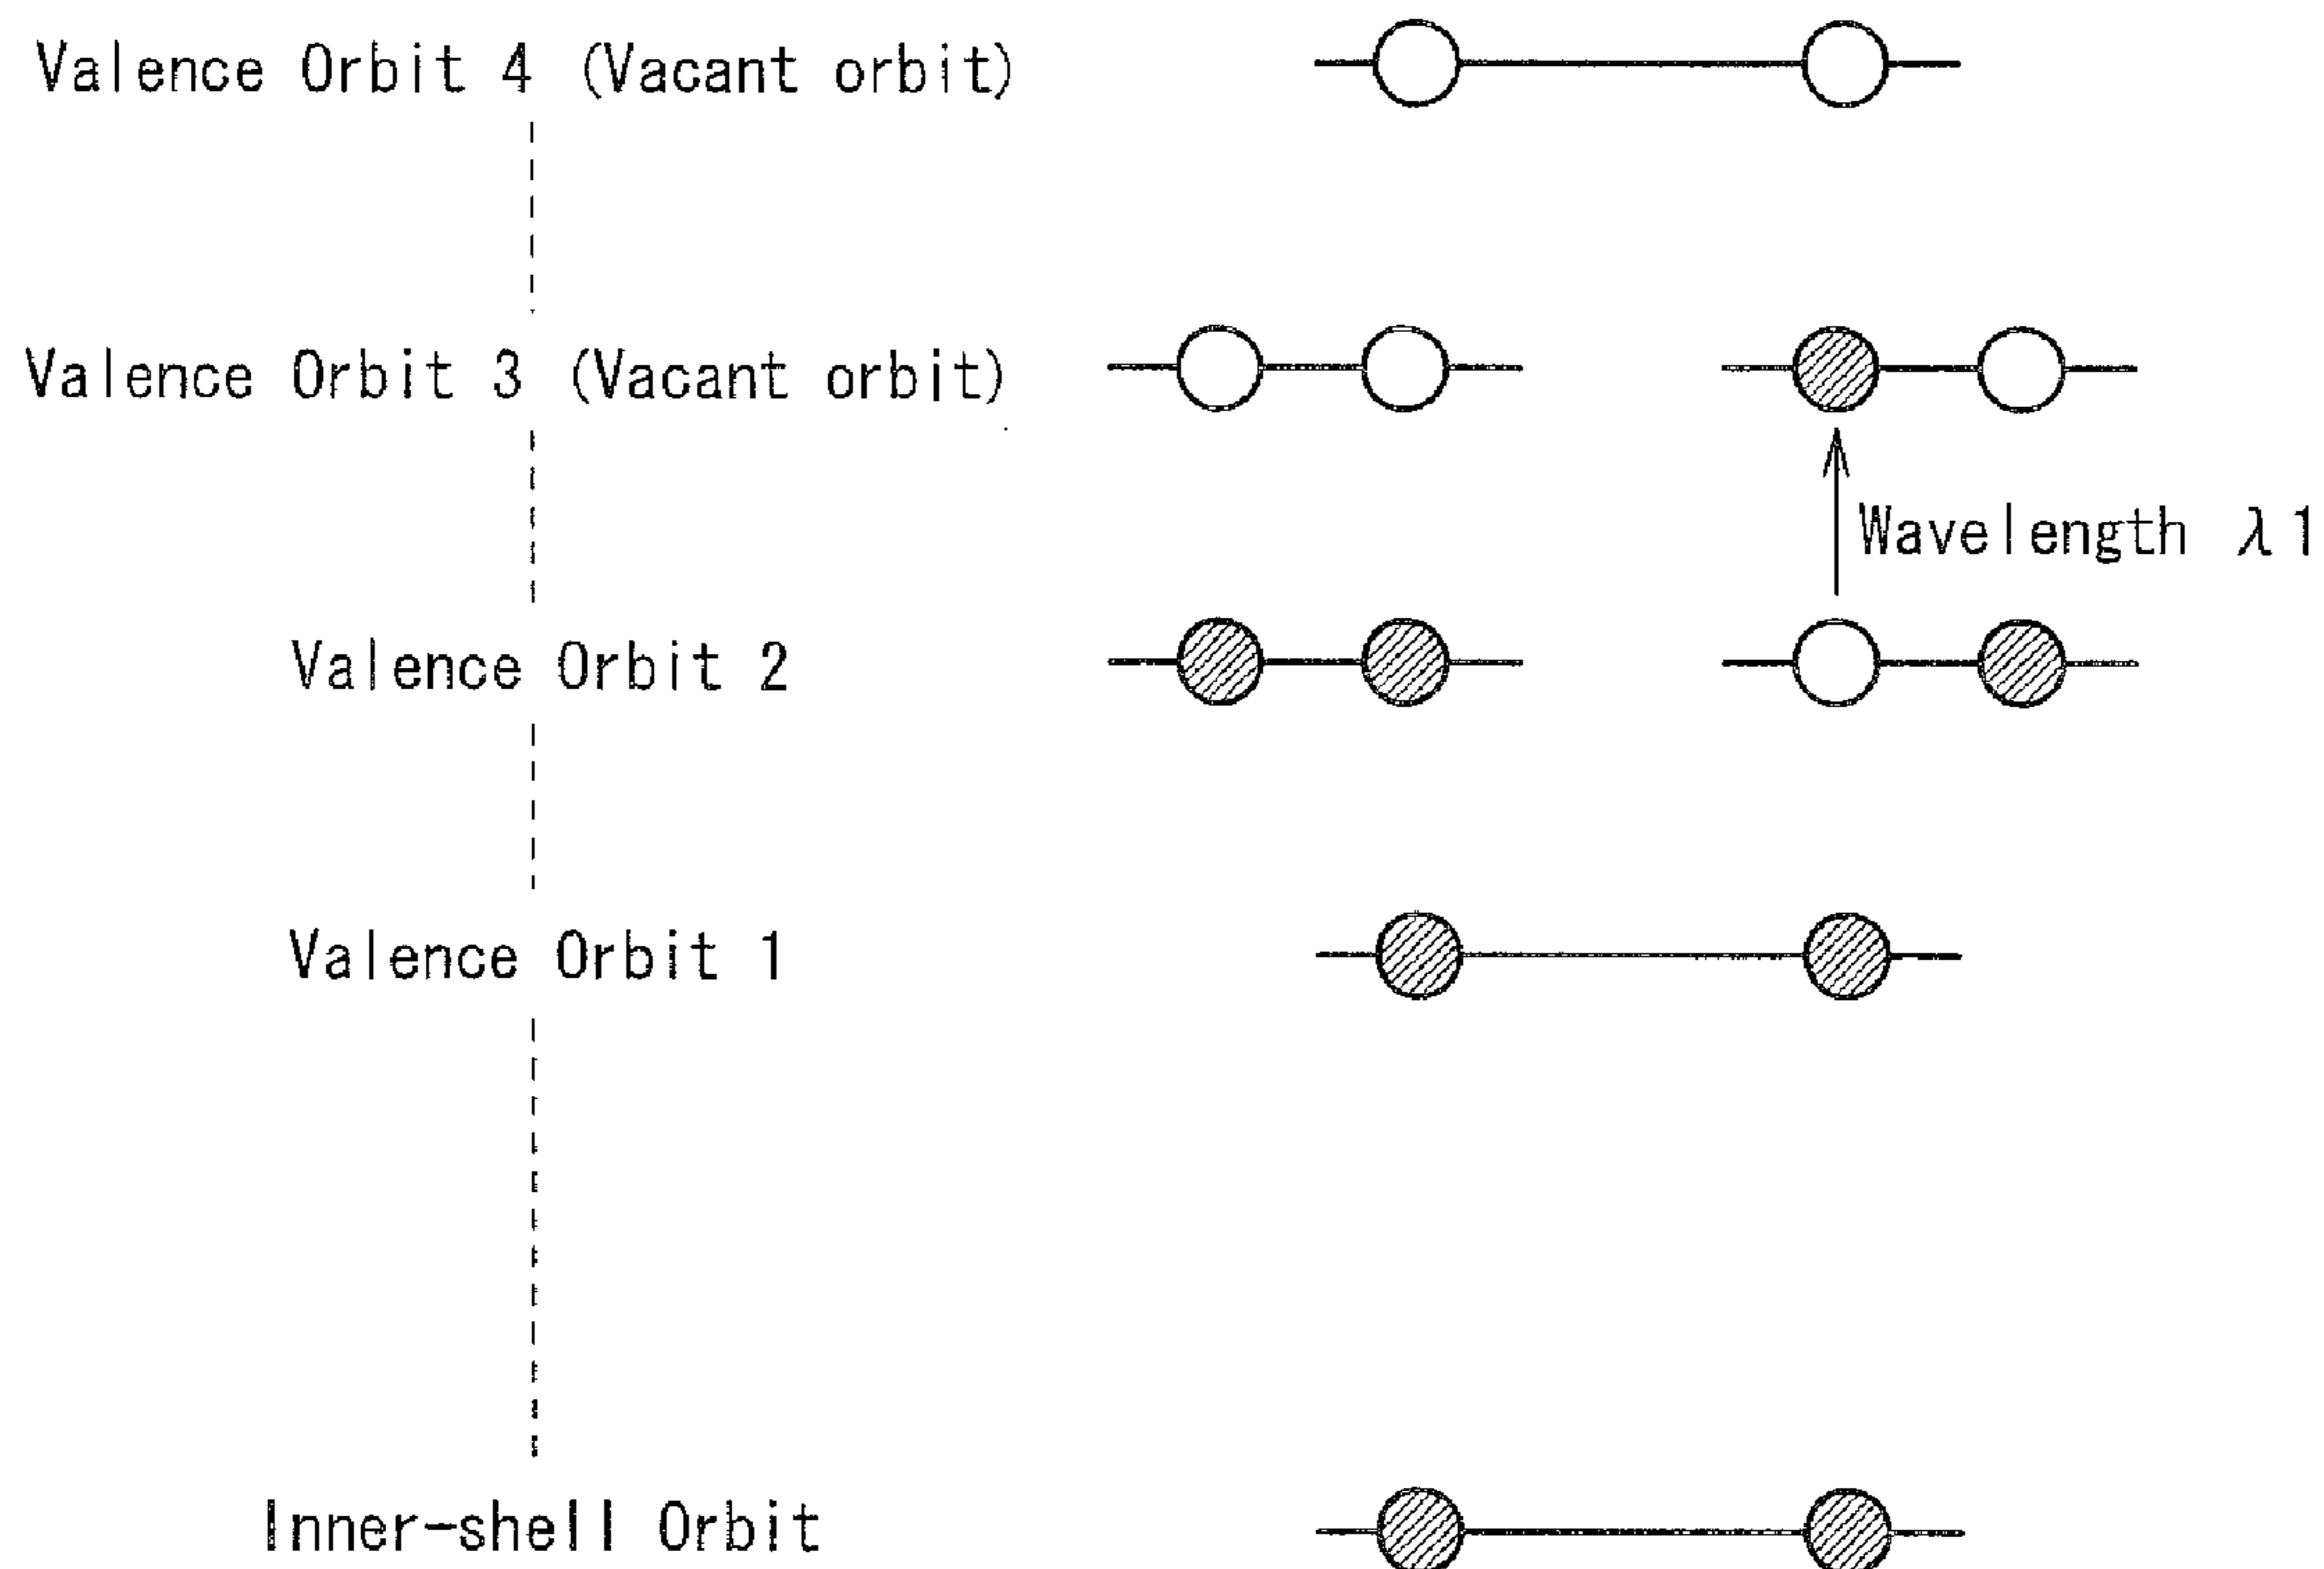 Valence Orbit 4 (Vacant orbit)
Valence Orbit 3 (Vacant orbit)
Wavelength λ1
Valence Orbit 2
Valence Orbit 1
Inner-shell Orbit